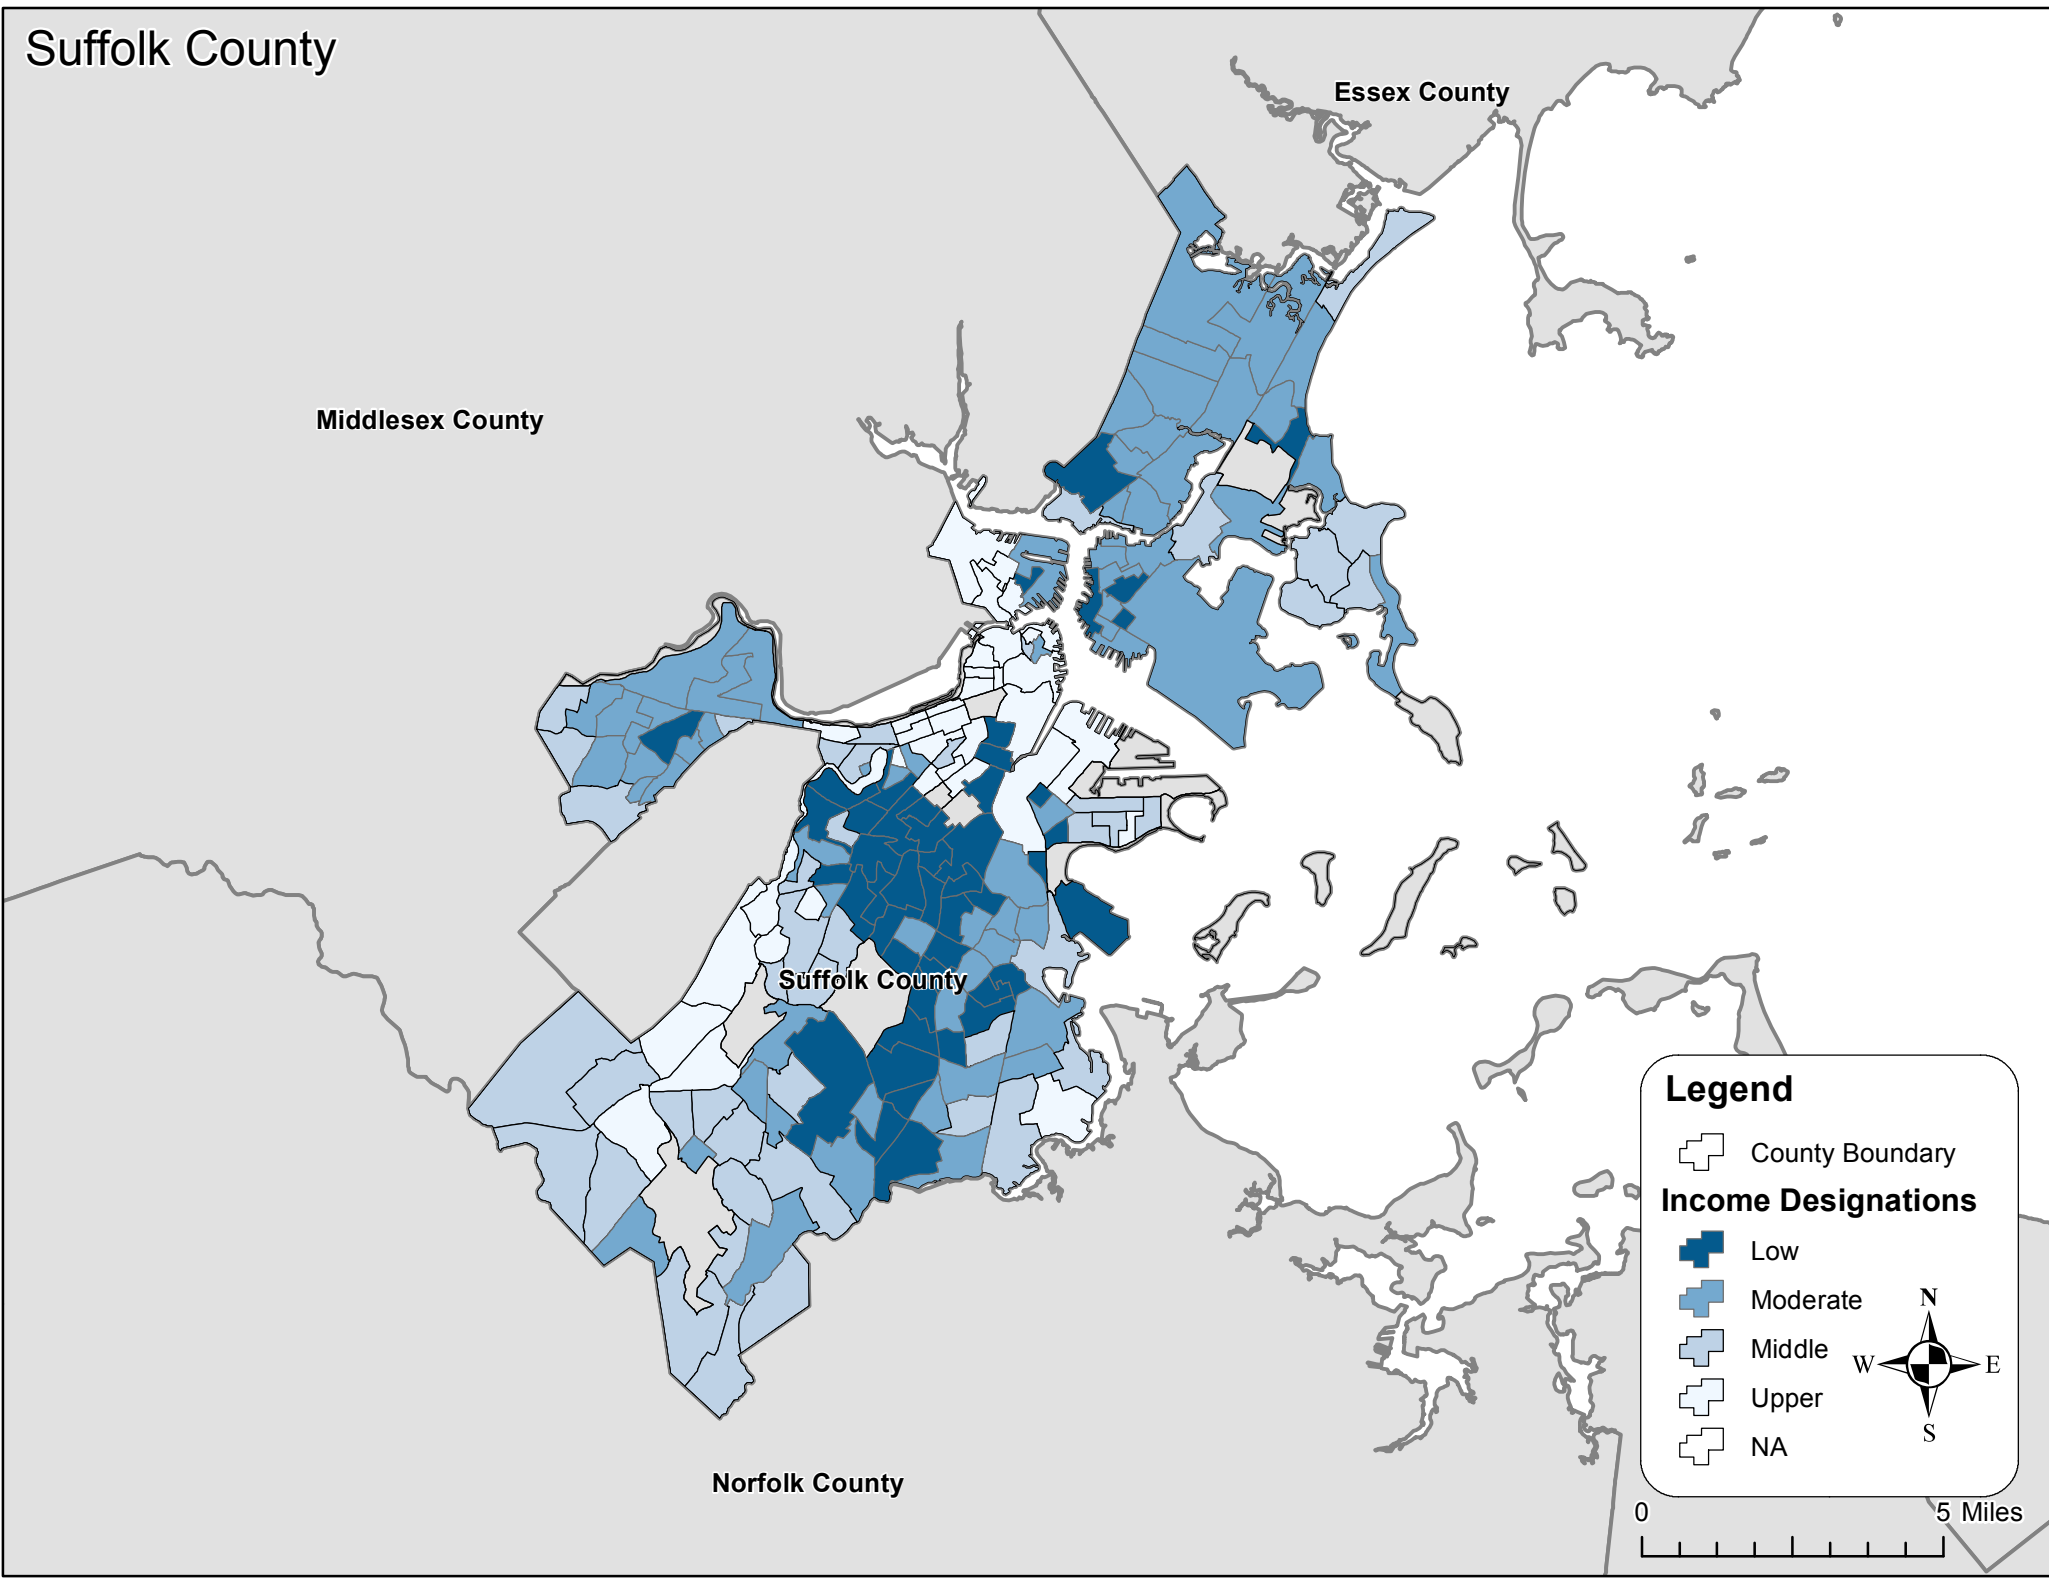 Suffolk County
Essex County
Middlesex County
Suffolk County
Norfolk County
Legend
County Boundary
Income Designations
Low
Moderate
Middle
Upper
NA
N
W E
S
0 5 Miles